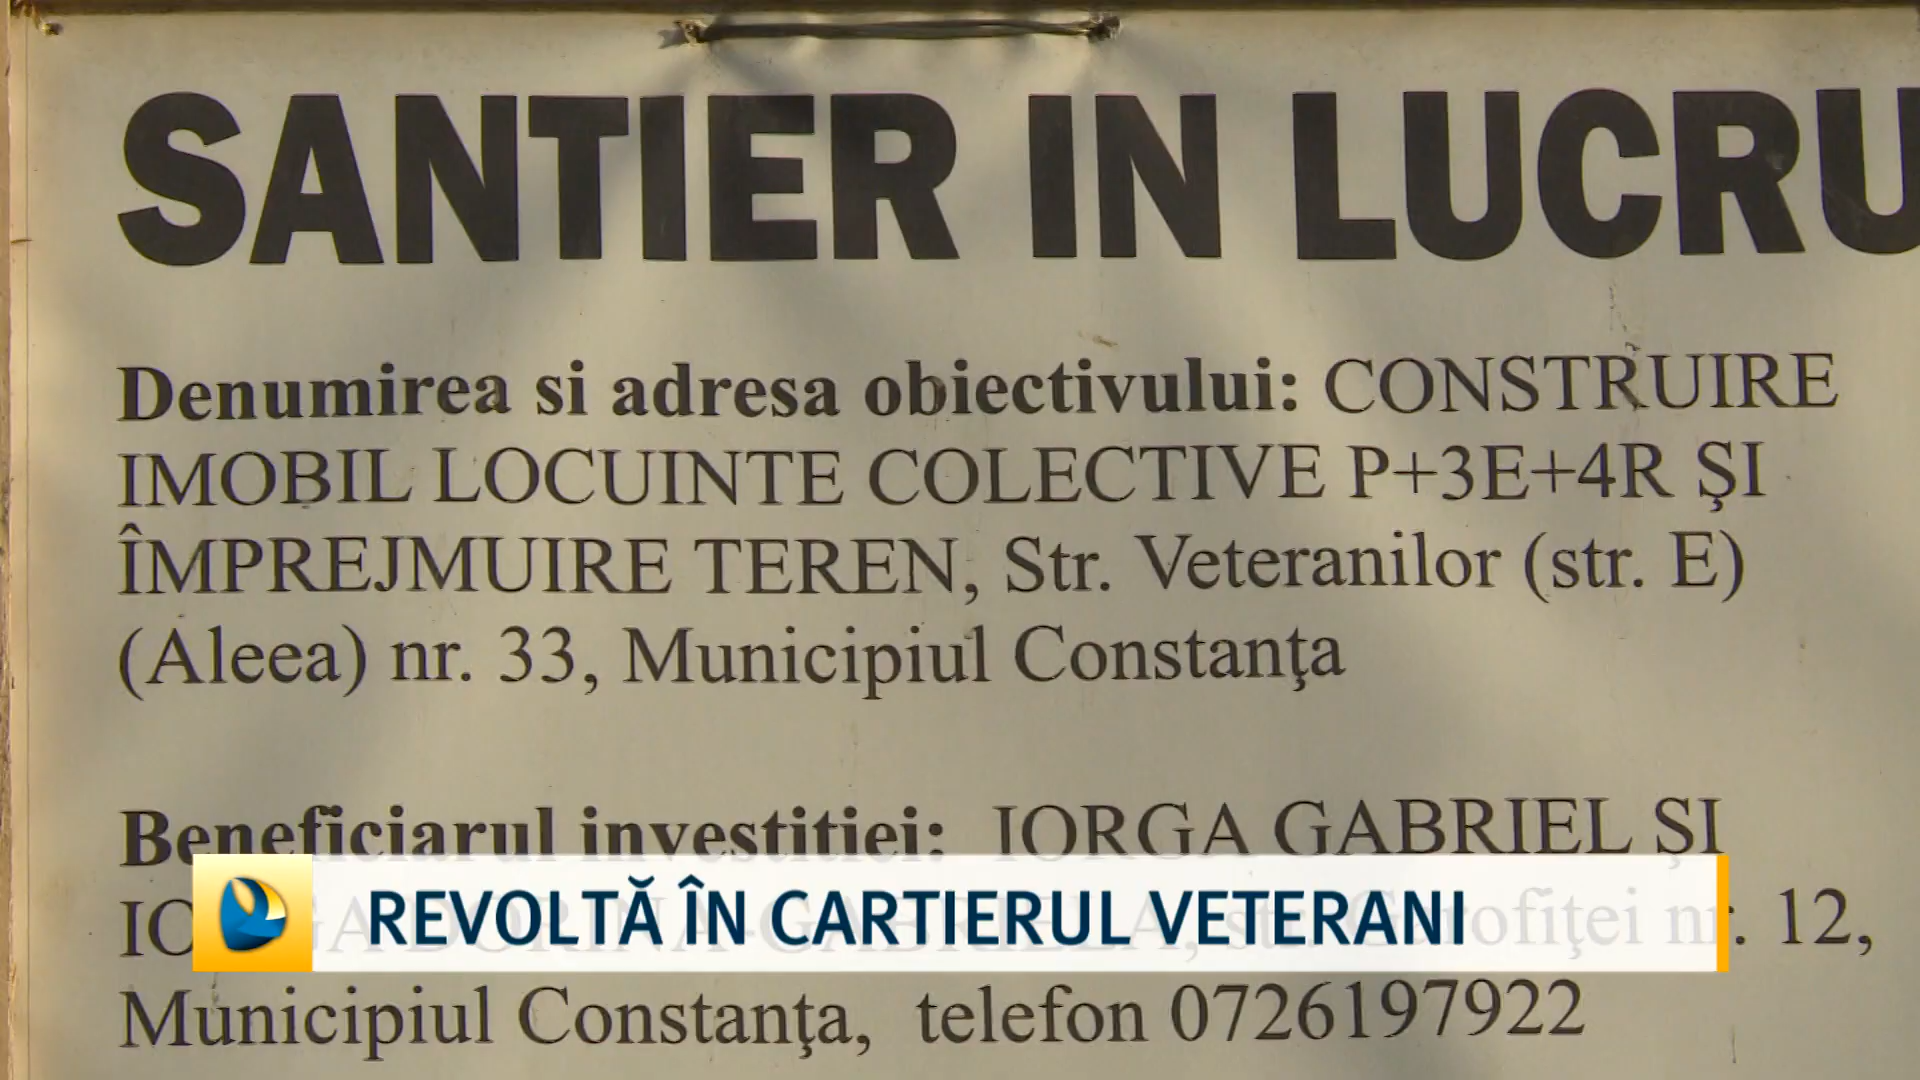 SANTIER IN LUCRU
Denumirea si adresa obiectivului: CONSTRUIRE
IMOBIL LOCUINTE COLECTIVE P+3E+4R ŞI
ÎMPREJMUIRE TEREN, Str. Veteranilor (str. E)
(Aleea) nr. 33, Municipiul Constanţa
Beneficiarul investitiei: IORGA GABRIEL ŞI
REVOLTĂ ÎN CARTIERUL VETERANI
nr. 12,
Municipiul Constanţa, telefon 0726197922